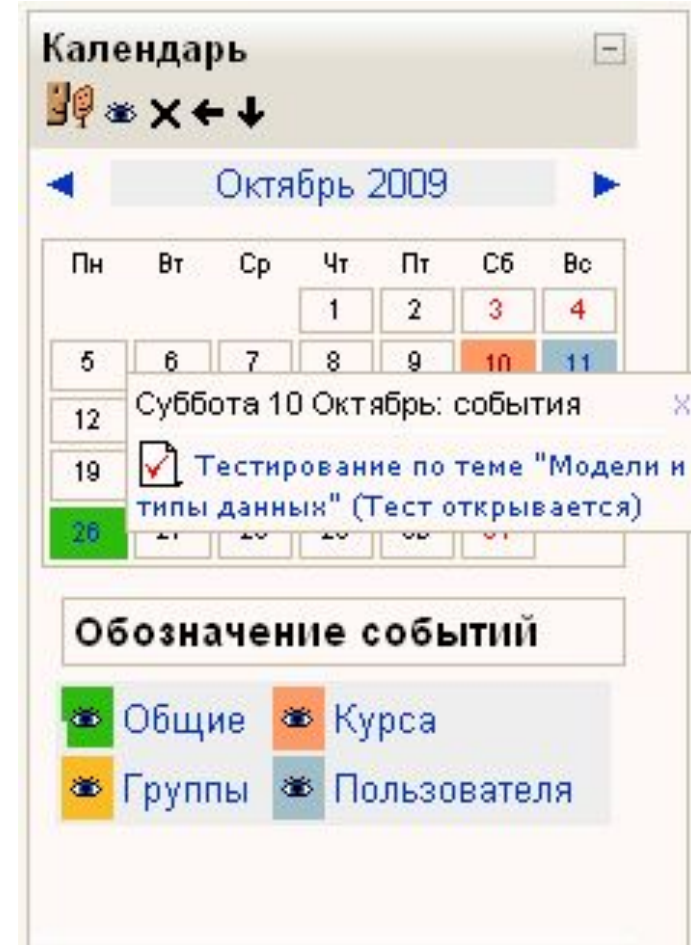 Календарь
Октябрь 2009
Пн Вт Ср Чт Пт Сб Вс
1 2 3 4
5 6 7 8 9 10 11
12
19
26
Суббота 10 Октябрь: события X
Тестирование по теме "Модели и
типы данных" (Тест открывается)
Обозначение событий
Общие Курса
Группы Пользователя